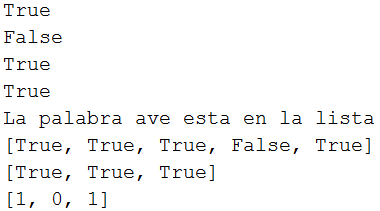 True
False
True
True
La palabra ave esta en la lista
[True, True, True, False, True]
[True, True, True]
[1, 0, 1]